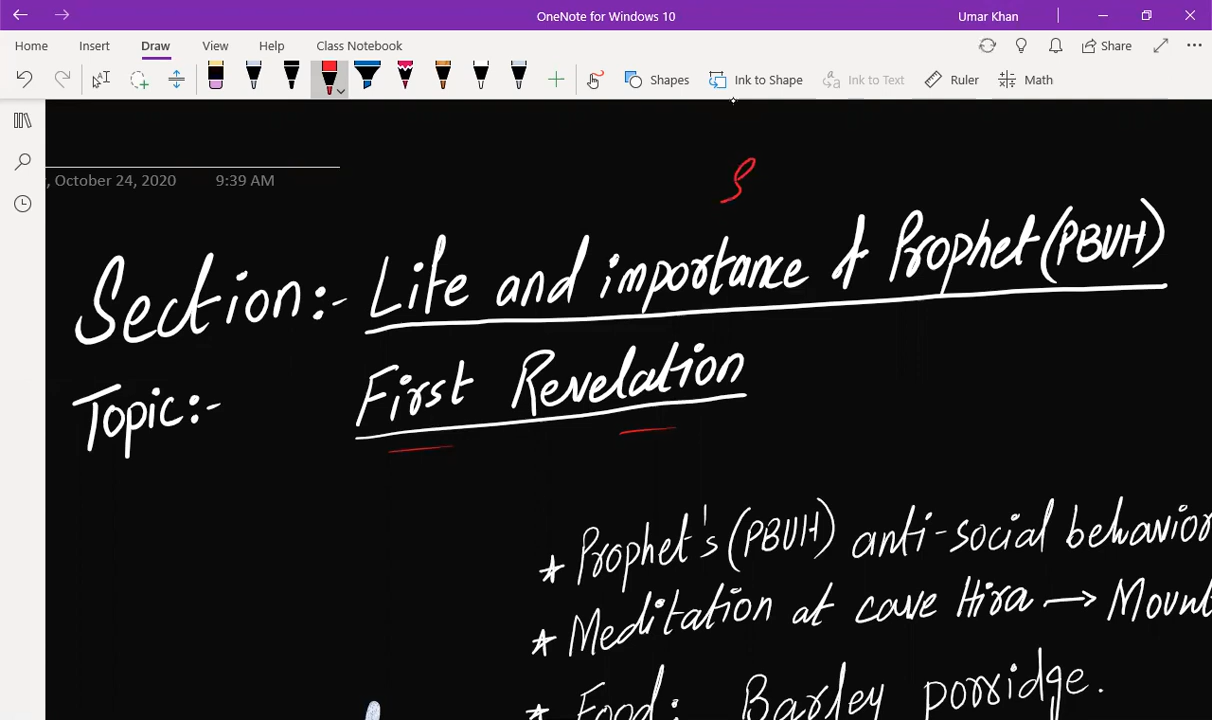 OneNote for Windows 10
Umar Khan
Home Insert Draw View Help Class Notebook
Share
Shapes Ink to Shape Ink to Text Ruler Math
, October 24, 2020 9:39 AM
Section:- Life and importance of Prophet (PBUH)
Topic:- First Revelation
* Prophet's (PBUH) anti-social behavior
* Meditation at cave Hira → Mount
* Food: Barley porridge.